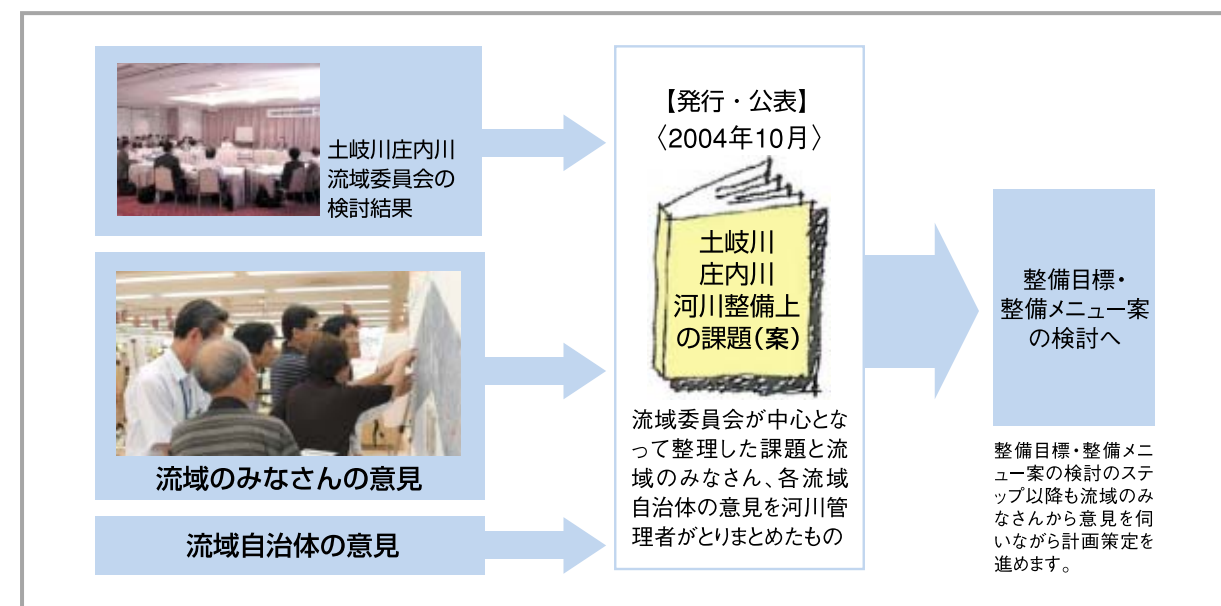 土岐川庄内川
流域委員会の
検討結果
流域のみなさんの意見
流域自治体の意見
【発行・公表】
〈2004年10月〉
土岐川
庄内川
河川整備上
の課題(案)
流域委員会が中心とな
って整理した課題と流
域のみなさん、各流域
自治体の意見を河川管
理者がとりまとめたもの
整備目標・
整備メニュー案
の検討へ
整備目標・整備メニ
ュー案の検討のステ
ップ以降も流域のみ
なさんから意見を伺
いながら計画策定を
進めます。